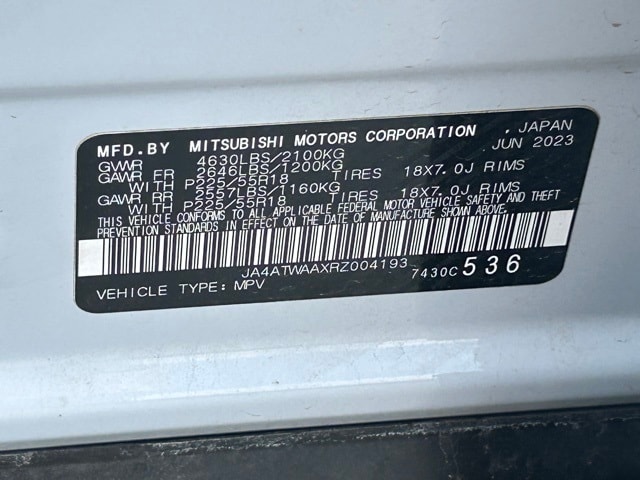 MFD.BY MITSUBISHI MOTORS CORPORATION , JAPAN
GVWR 4630LBS/2100KG JUN 2023
GAWR FR 2646LBS/1200KG
WITH P225/55R18 TIRES 18X7.0J RIMS
GAWR RR 2557LBS/1160KG
WITH P225/55R18 TIRES 18X7.0J RIMS
THIS VEHICLE CONFORMS TO ALL APPLICABLE FEDERAL MOTOR VEHICLE SAFETY AND THEFT
PREVENTION STANDARDS IN EFFECT ON THE DATE OF MANUFACTURE SHOWN ABOVE.
JA4ATWAAXRZ004193
VEHICLE TYPE: MPV 7430C 536